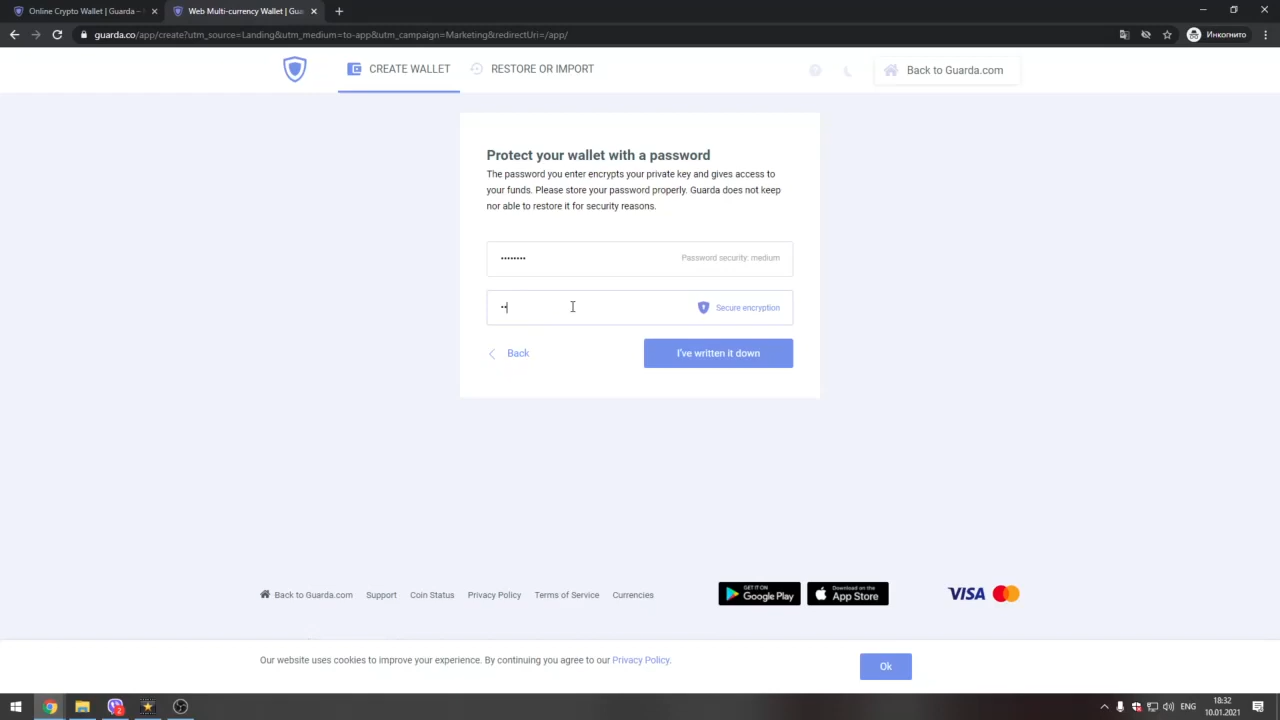 Online Crypto Wallet | Guarda -
Web Multi-currency Wallet | Gua
guarda.co/app/create?utm_source=Landing&utm_medium=to-app&utm_campaign=Marketing&redirectUri=/app/
Инкогнито
CREATE WALLET
RESTORE OR IMPORT
Back to Guarda.com
Protect your wallet with a password
The password you enter encrypts your private key and gives access to
your funds. Please store your password properly. Guarda does not keep
nor able to restore it for security reasons.
•••••••• Password security: medium
•• Secure encryption
Back
I've written it down
Back to Guarda.com Support Coin Status Privacy Policy Terms of Service Currencies
GET IT ON
Google Play
Download on the
App Store
VISA
Our website uses cookies to improve your experience. By continuing you agree to our Privacy Policy.
Ok
2
ENG
18:32
10.01.2021